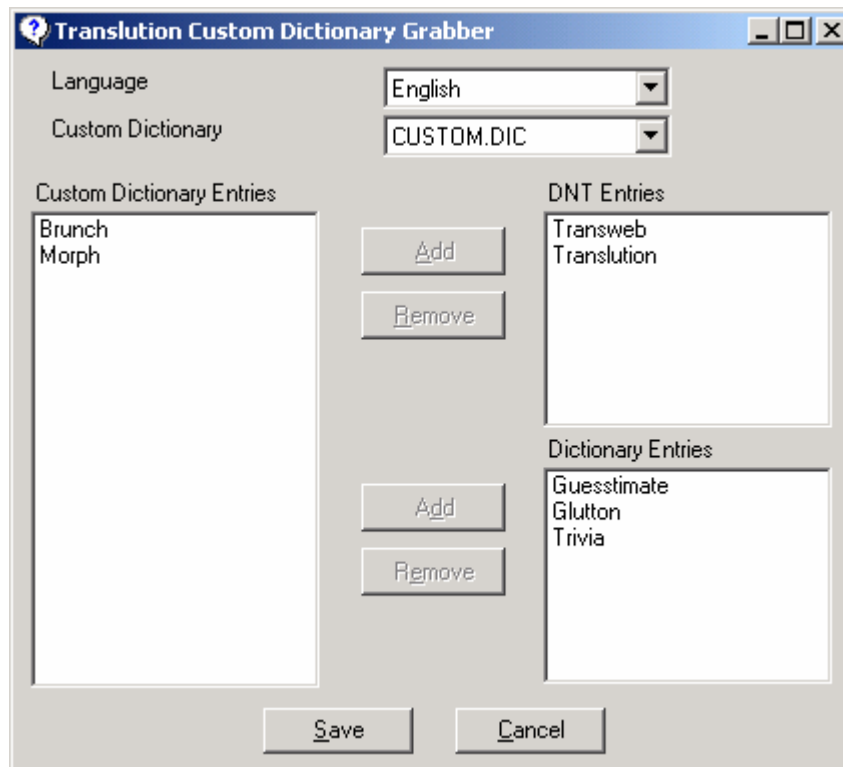 Translution Custom Dictionary Grabber
Language
English
Custom Dictionary
CUSTOM.DIC
Custom Dictionary Entries
Brunch
Morph
Add
Remove
Add
Remove
DNT Entries
Transweb
Translution
Dictionary Entries
Guesstimate
Glutton
Trivia
Save
Cancel